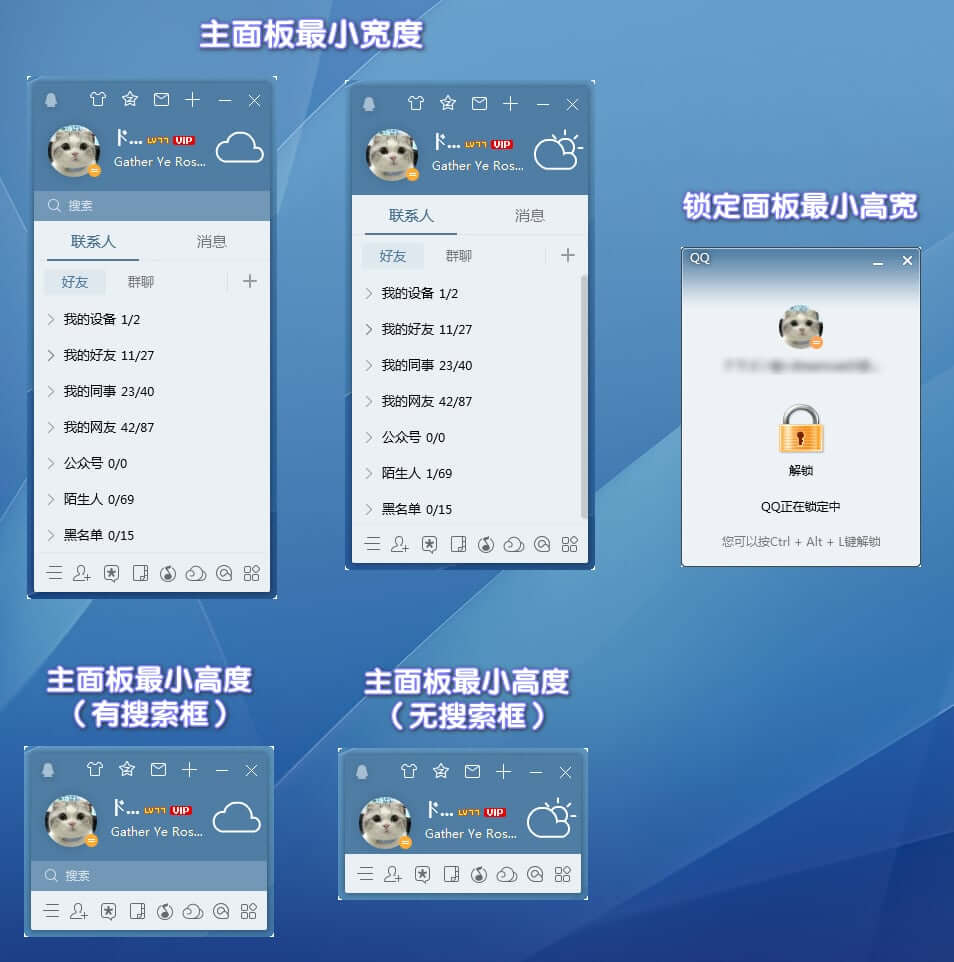 主面板最小宽度
ド... LV77 VIP
Gather Ye Ros...
搜索
联系人 消息
好友 群聊
我的设备 1/2
我的好友 11/27
我的同事 23/40
我的网友 42/87
公众号 0/0
陌生人 0/69
黑名单 0/15
ド... LV77 VIP
Gather Ye Ros...
联系人 消息
好友 群聊
我的设备 1/2
我的好友 11/27
我的同事 23/40
我的网友 42/87
公众号 0/0
陌生人 1/69
黑名单 0/15
锁定面板最小高宽
QQ
解锁
QQ正在锁定中
您可以按Ctrl + Alt + L键解锁
主面板最小高度
（有搜索框）
ド... LV77 VIP
Gather Ye Ros...
搜索
主面板最小高度
（无搜索框）
ド... LV77 VIP
Gather Ye Ros...